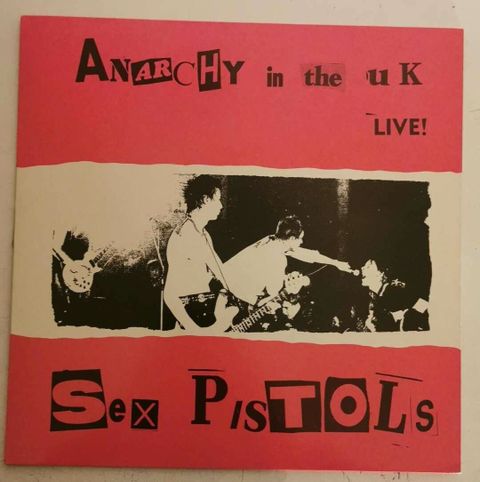 ANARCHY in the uK
LIVE!
SEX PISTOLS